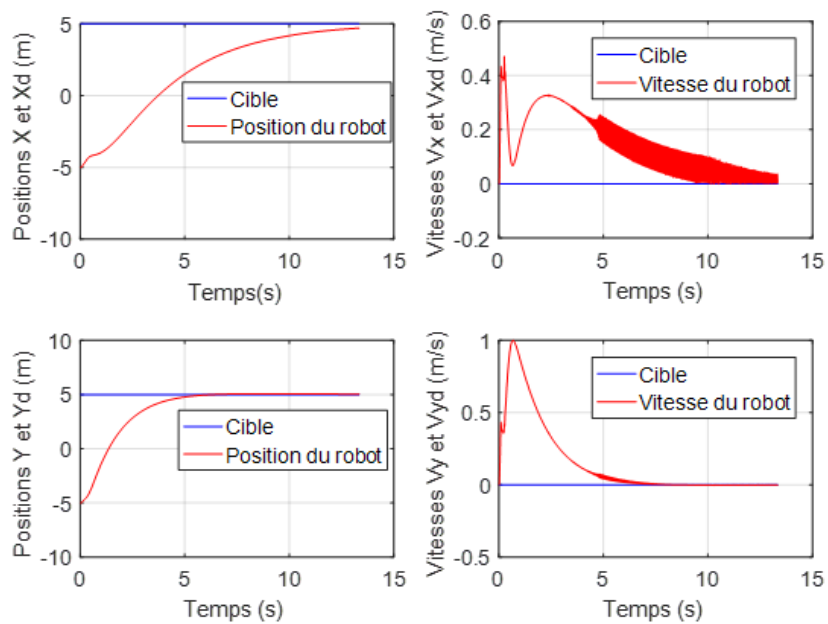 Positions X et Xd (m)
5
0
-5
-10
Cible
Position du robot
0
5
10
15
Temps(s)
Vitesses Vx et Vxd (m/s)
0.6
0.4
0.2
0
-0.2
Cible
Vitesse du robot
0
5
10
15
Temps (s)
Positions Y et Yd (m)
10
5
0
-5
-10
Cible
Position du robot
0
5
10
15
Temps (s)
Vitesses Vy et Vyd (m/s)
1
0.5
0
-0.5
Cible
Vitesse du robot
0
5
10
15
Temps (s)